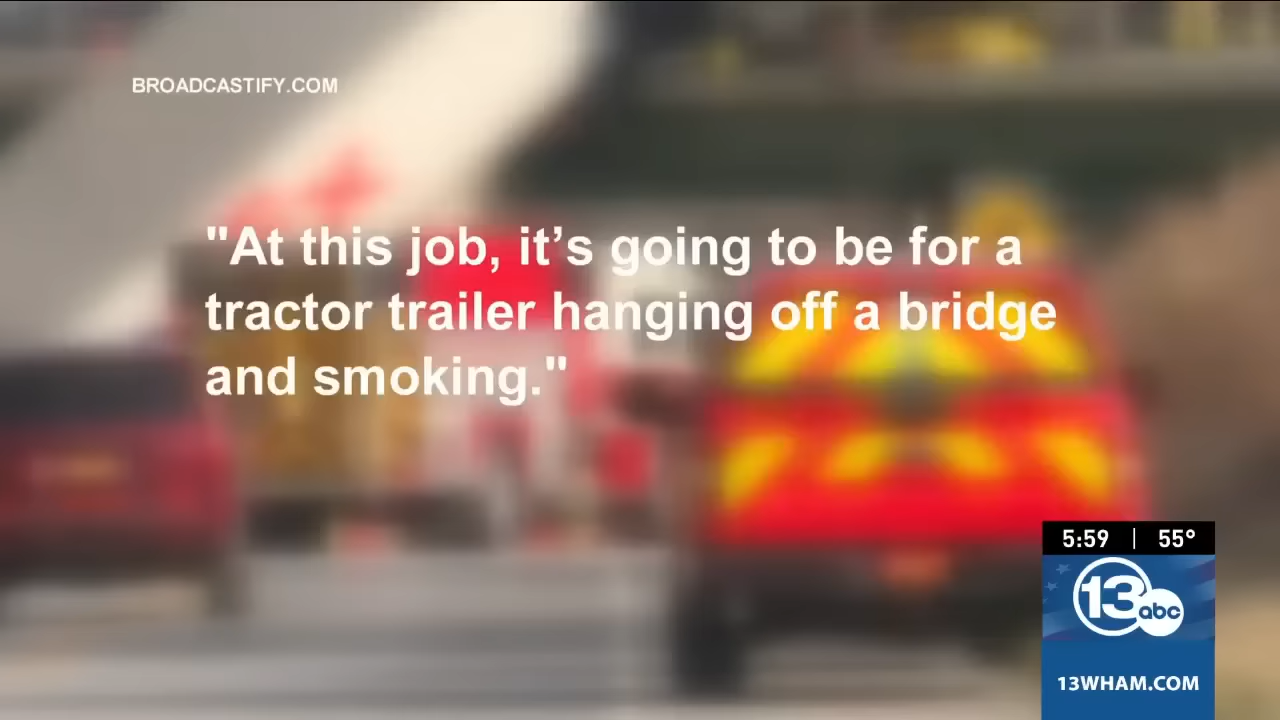 BROADCASTIFY.COM
"At this job, it’s going to be for a
tractor trailer hanging off a bridge
and smoking."
5:59 | 55°
13 abc
13WHAM.COM